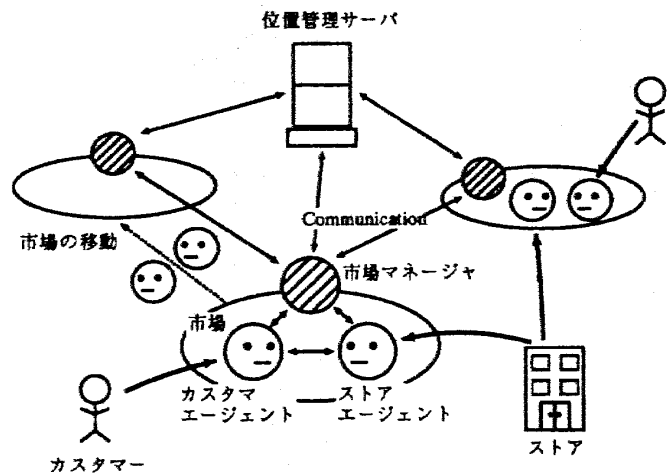 位置管理サーバ
Communication
市場の移動
市場マネージャ
市場
カスタマ
エージェント
ストア
エージェント
カスタマー
ストア